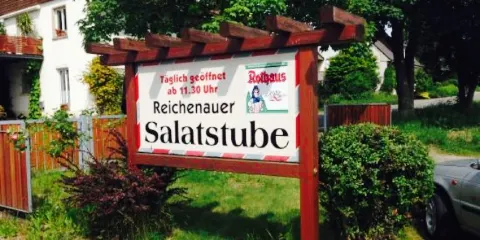 Täglich geöffnet
ab 11.30 Uhr
Rothaus
Reichenauer
Salatstube